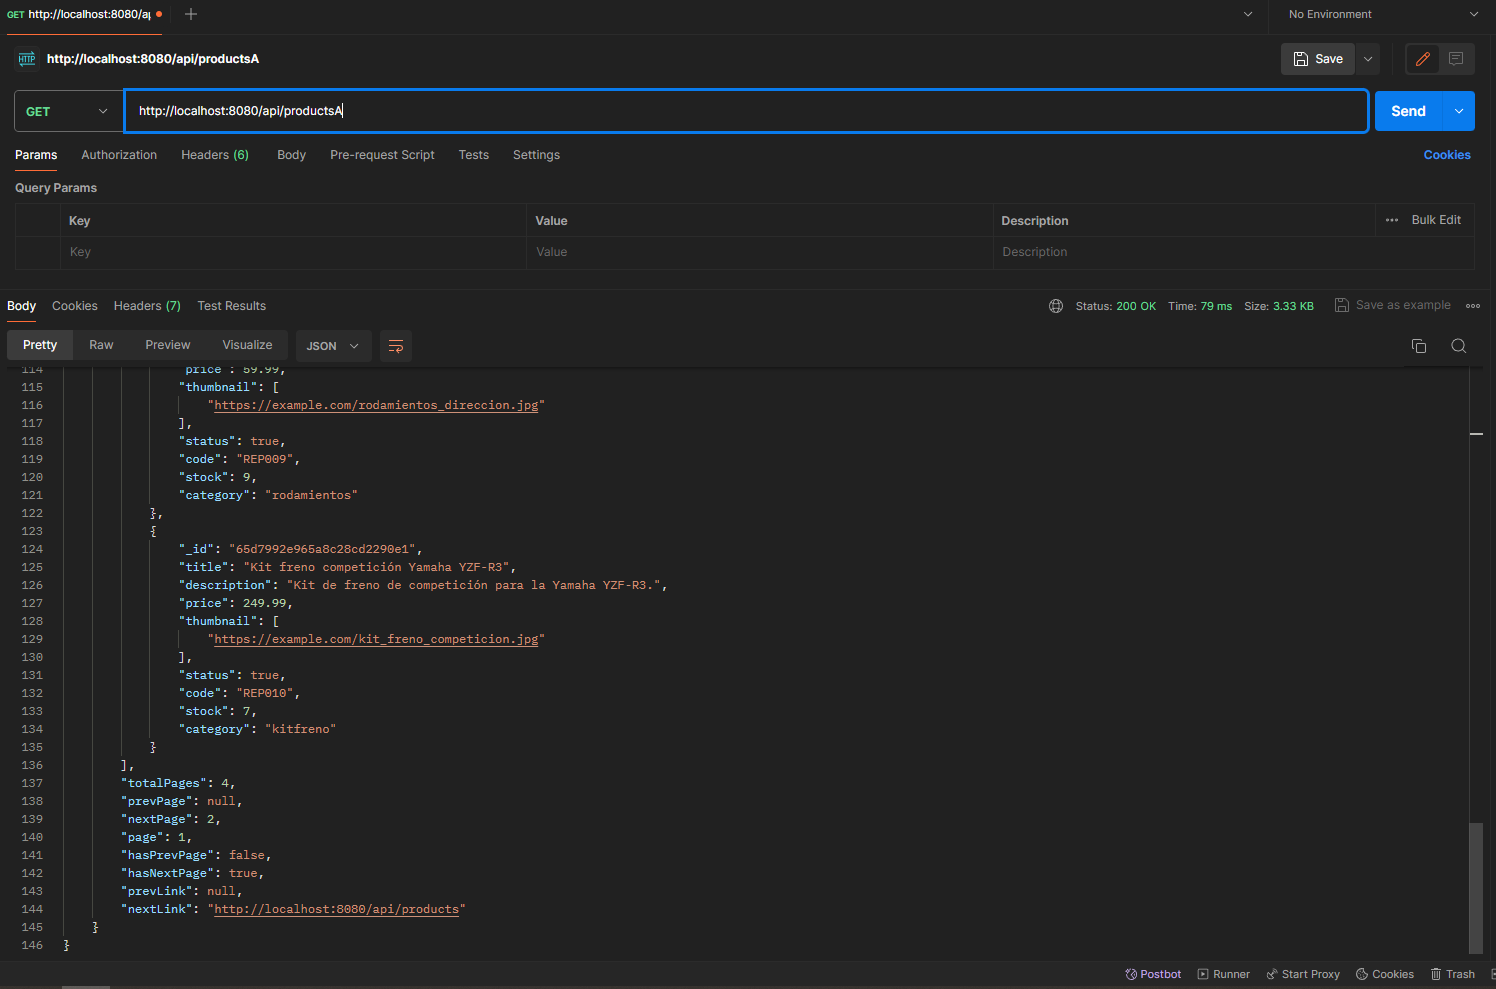 GET http://localhost:8080/ap
No Environment
HTTP http://localhost:8080/api/productsA
Save
GET http://localhost:8080/api/productsA Send
Params Authorization Headers (6) Body Pre-request Script Tests Settings Cookies
Query Params
Key Value Description Bulk Edit
Key Value Description
Body Cookies Headers (7) Test Results Status: 200 OK Time: 79 ms Size: 3.33 KB Save as example
Pretty Raw Preview Visualize JSON
114 "price": 59.99,
115 "thumbnail": [
116 "https://example.com/rodamientos_direccion.jpg"
117 ],
118 "status": true,
119 "code": "REP009",
120 "stock": 9,
121 "category": "rodamientos"
122 },
123 {
124 "_id": "65d7992e965a8c28cd2290e1",
125 "title": "Kit freno competición Yamaha YZF-R3",
126 "description": "Kit de freno de competición para la Yamaha YZF-R3.",
127 "price": 249.99,
128 "thumbnail": [
129 "https://example.com/kit_freno_competicion.jpg"
130 ],
131 "status": true,
132 "code": "REP010",
133 "stock": 7,
134 "category": "kitfreno"
135 }
136 ],
137 "totalPages": 4,
138 "prevPage": null,
139 "nextPage": 2,
140 "page": 1,
141 "hasPrevPage": false,
142 "hasNextPage": true,
143 "prevLink": null,
144 "nextLink": "http://localhost:8080/api/products"
145 }
146 }
Postbot Runner Start Proxy Cookies Trash